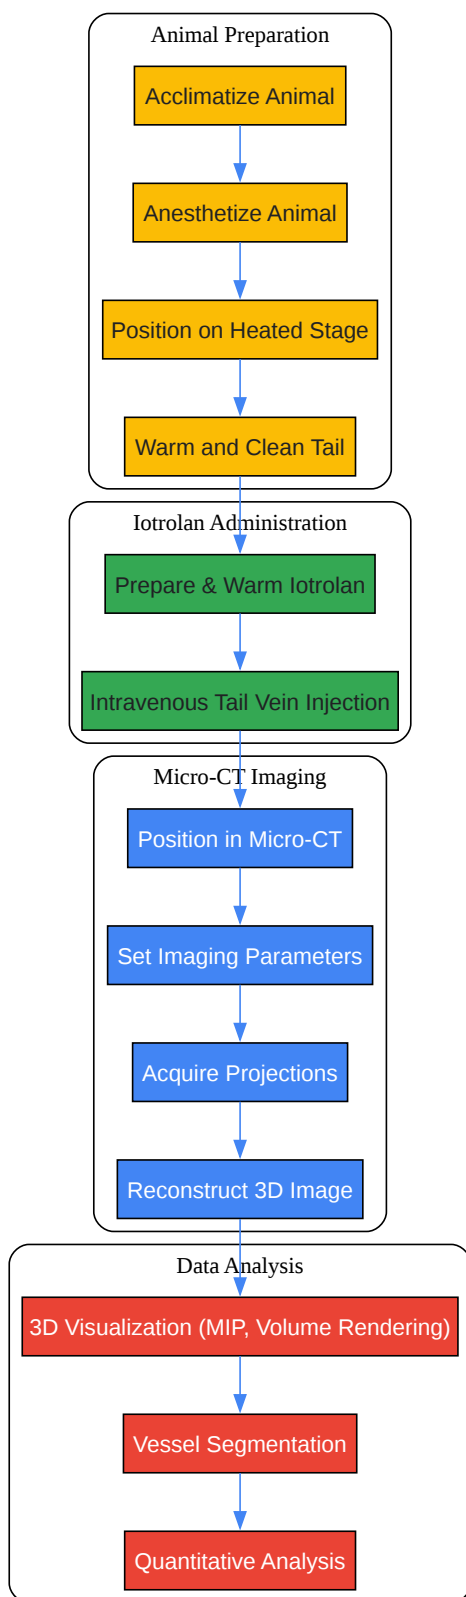 Animal Preparation
Acclimatize Animal
Anesthetize Animal
Position on Heated Stage
Warm and Clean Tail
Iotrolan Administration
Prepare & Warm Iotrolan
Intravenous Tail Vein Injection
Micro-CT Imaging
Position in Micro-CT
Set Imaging Parameters
Acquire Projections
Reconstruct 3D Image
Data Analysis
3D Visualization (MIP, Volume Rendering)
Vessel Segmentation
Quantitative Analysis